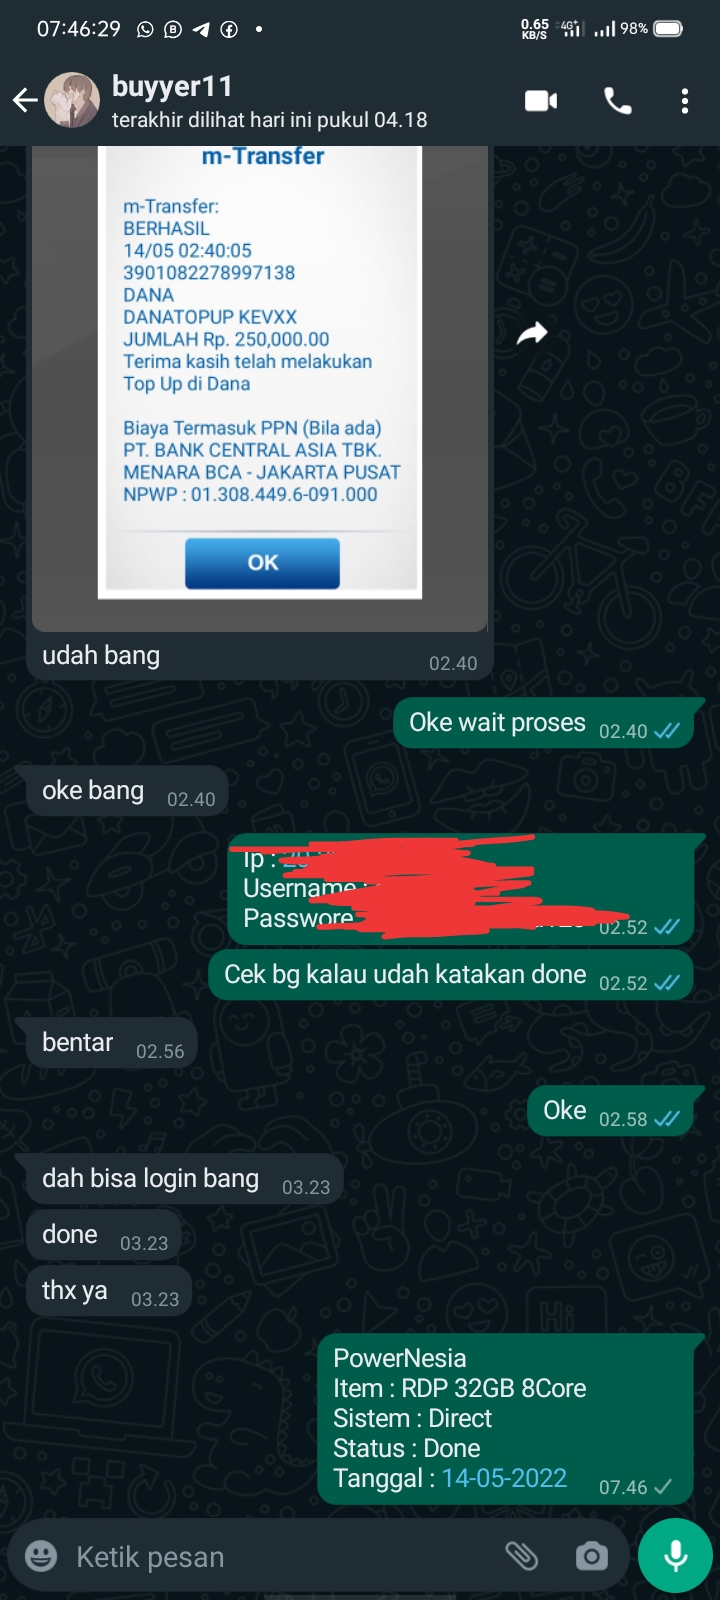 07:46:29
0.65
KB/S
4G+
98%
buyyer11
terakhir dilihat hari ini pukul 04.18
m-Transfer
m-Transfer:
BERHASIL
14/05 02:40:05
3901082278997138
DANA
DANATOPUP KEVXX
JUMLAH Rp. 250,000.00
Terima kasih telah melakukan
Top Up di Dana
Biaya Termasuk PPN (Bila ada)
PT. BANK CENTRAL ASIA TBK.
MENARA BCA - JAKARTA PUSAT
NPWP : 01.308.449.6-091.000
OK
udah bang 02.40
Oke wait proses 02.40
oke bang 02.40
Ip :
Username :
Passwore
02.52
Cek bg kalau udah katakan done 02.52
bentar 02.56
Oke 02.58
dah bisa login bang 03.23
done 03.23
thx ya 03.23
PowerNesia
Item : RDP 32GB 8Core
Sistem : Direct
Status : Done
Tanggal : 14-05-2022 07.46
Ketik pesan